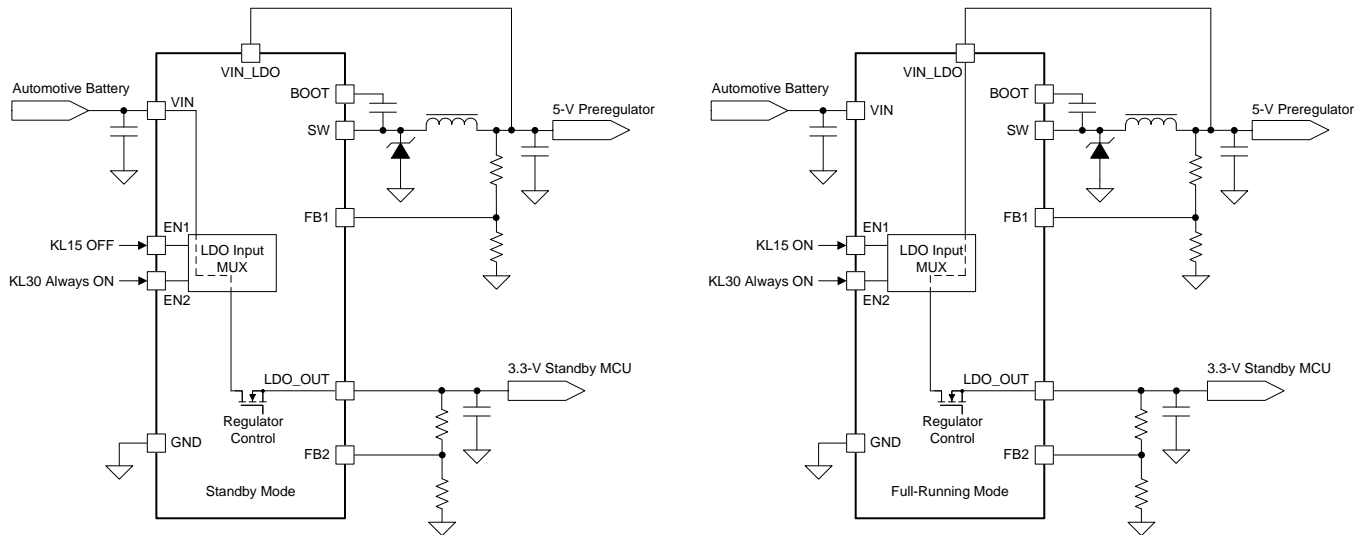 VIN_LDO
Automotive Battery
VIN
BOOT
SW
5-V Preregulator
FB1
EN1
KL15 OFF
LDO Input
MUX
KL30 Always ON
EN2
3.3-V Standby MCU
LDO_OUT
Regulator
Control
GND
FB2
Standby Mode
VIN_LDO
Automotive Battery
VIN
BOOT
SW
5-V Preregulator
FB1
EN1
KL15 ON
LDO Input
MUX
KL30 Always ON
EN2
3.3-V Standby MCU
LDO_OUT
Regulator
Control
GND
FB2
Full-Running Mode